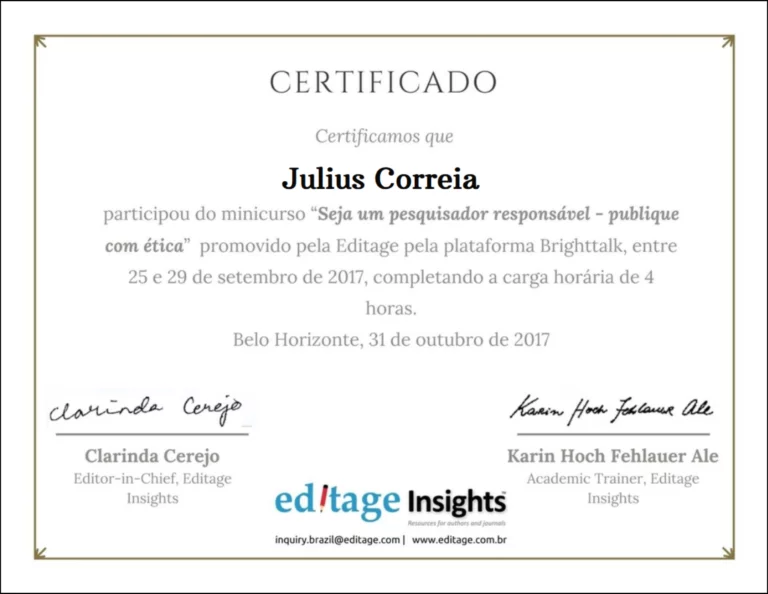 CERTIFICADO
Certificamos que
Julius Correia
participou do minicurso “Seja um pesquisador responsável - publique
com ética” promovido pela Editage pela plataforma Brighttalk, entre
25 e 29 de setembro de 2017, completando a carga horária de 4
horas.
Belo Horizonte, 31 de outubro de 2017
Clarinda Cerejo
Karin Hoch Fehlauer Ale
Clarinda Cerejo
Editor-in-Chief, Editage
Insights
Karin Hoch Fehlauer Ale
Academic Trainer, Editage
Insights
editage Insights
Resources for authors and journals
inquiry.brazil@editage.com | www.editage.com.br